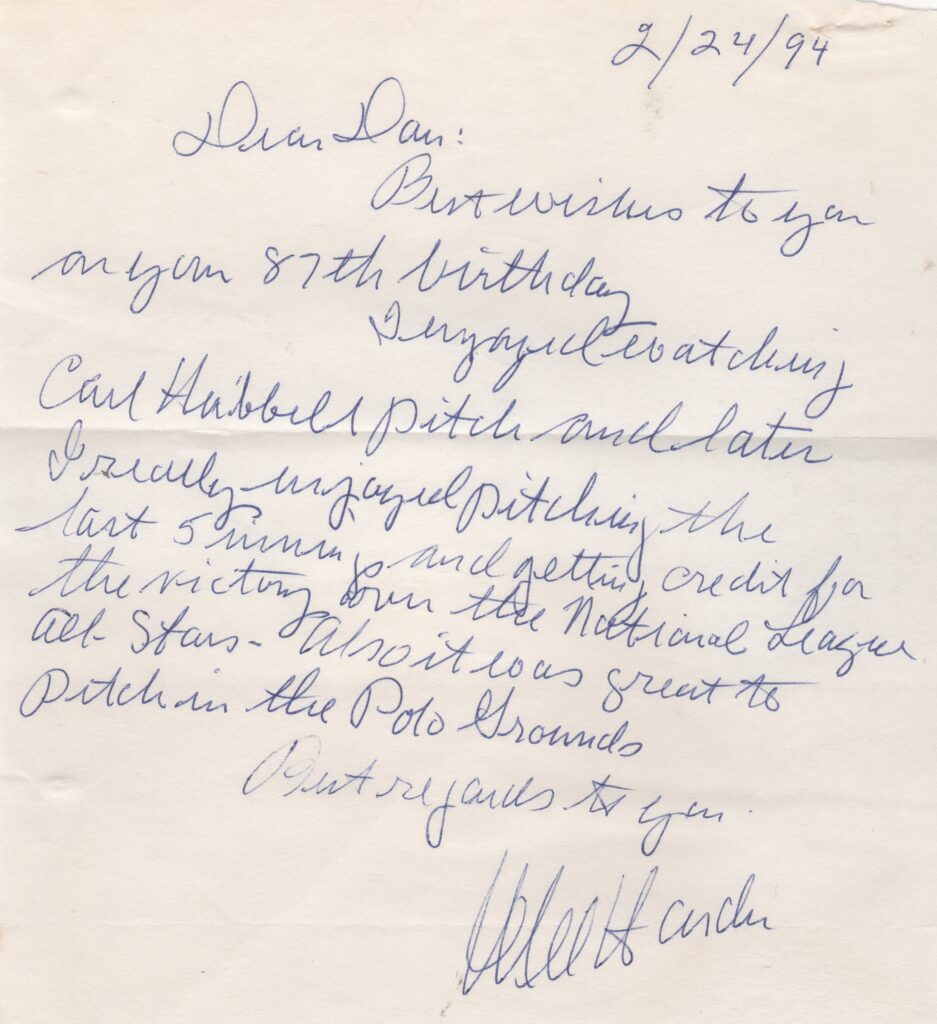 2/24/94
Dear Dan:
Best wishes to you
on your 87th birthday
I enjoyed watching
Carl Hubbell pitch and later
I really enjoyed pitching the
last 5 innings and getting credit for
the victory over the National League
All-Stars- Also it was great to
pitch in the Polo Grounds
Best regards to you.
Mel Harder